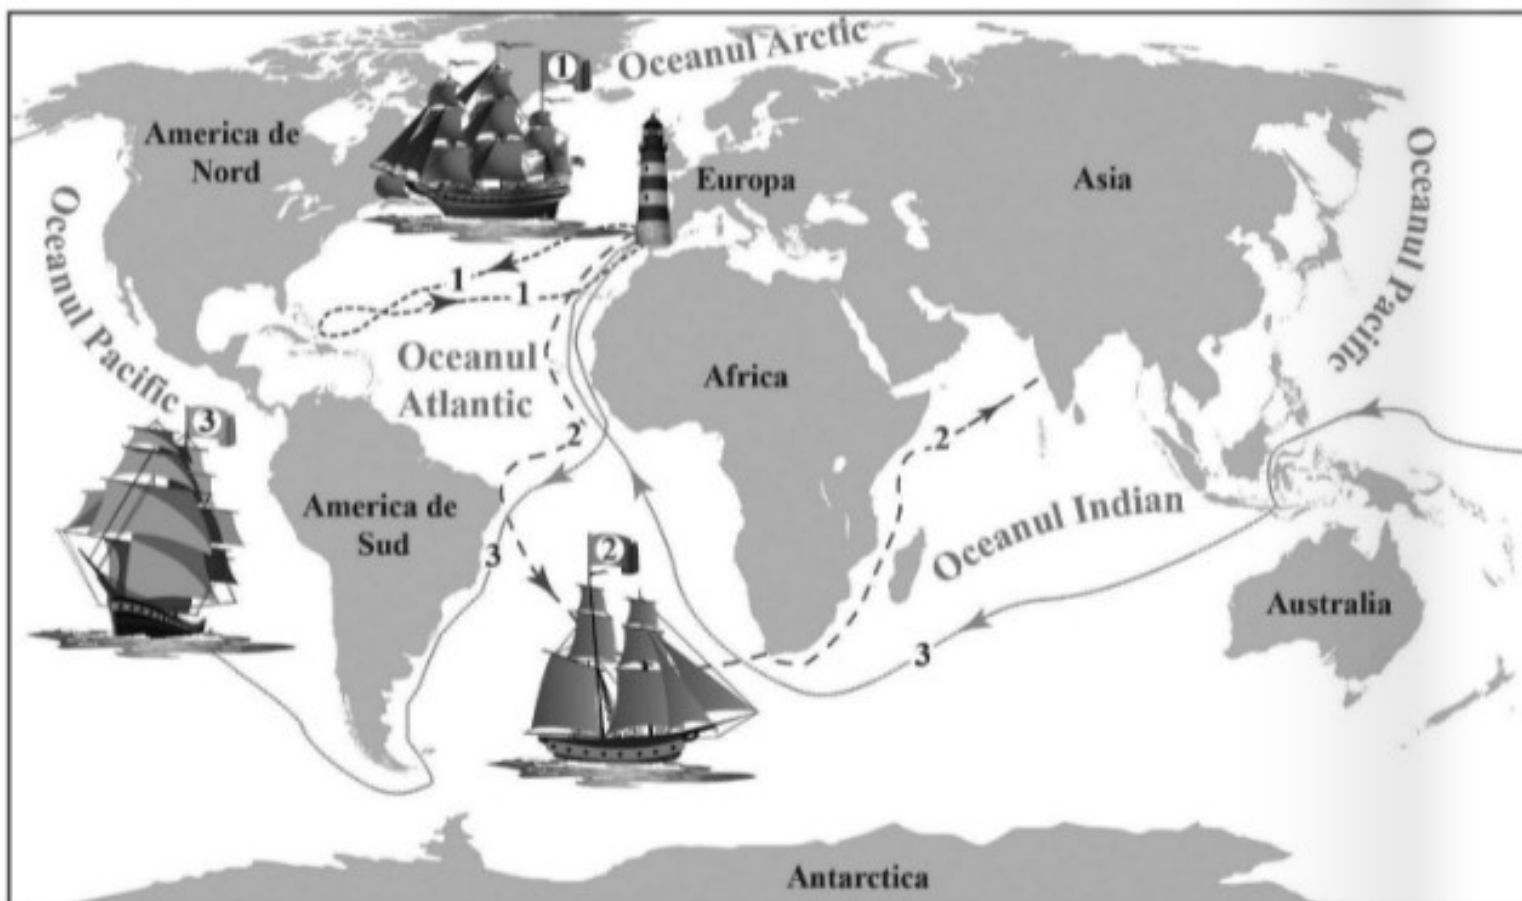 Oceanul Arctic
1
America de
Nord
Europa
Asia
Oceanul Pacific
Oceanul Pacific
1
1
Oceanul
Atlantic
Africa
3
2
2
America de
Sud
Oceanul Indian
3
2
Australia
3
Antarctica